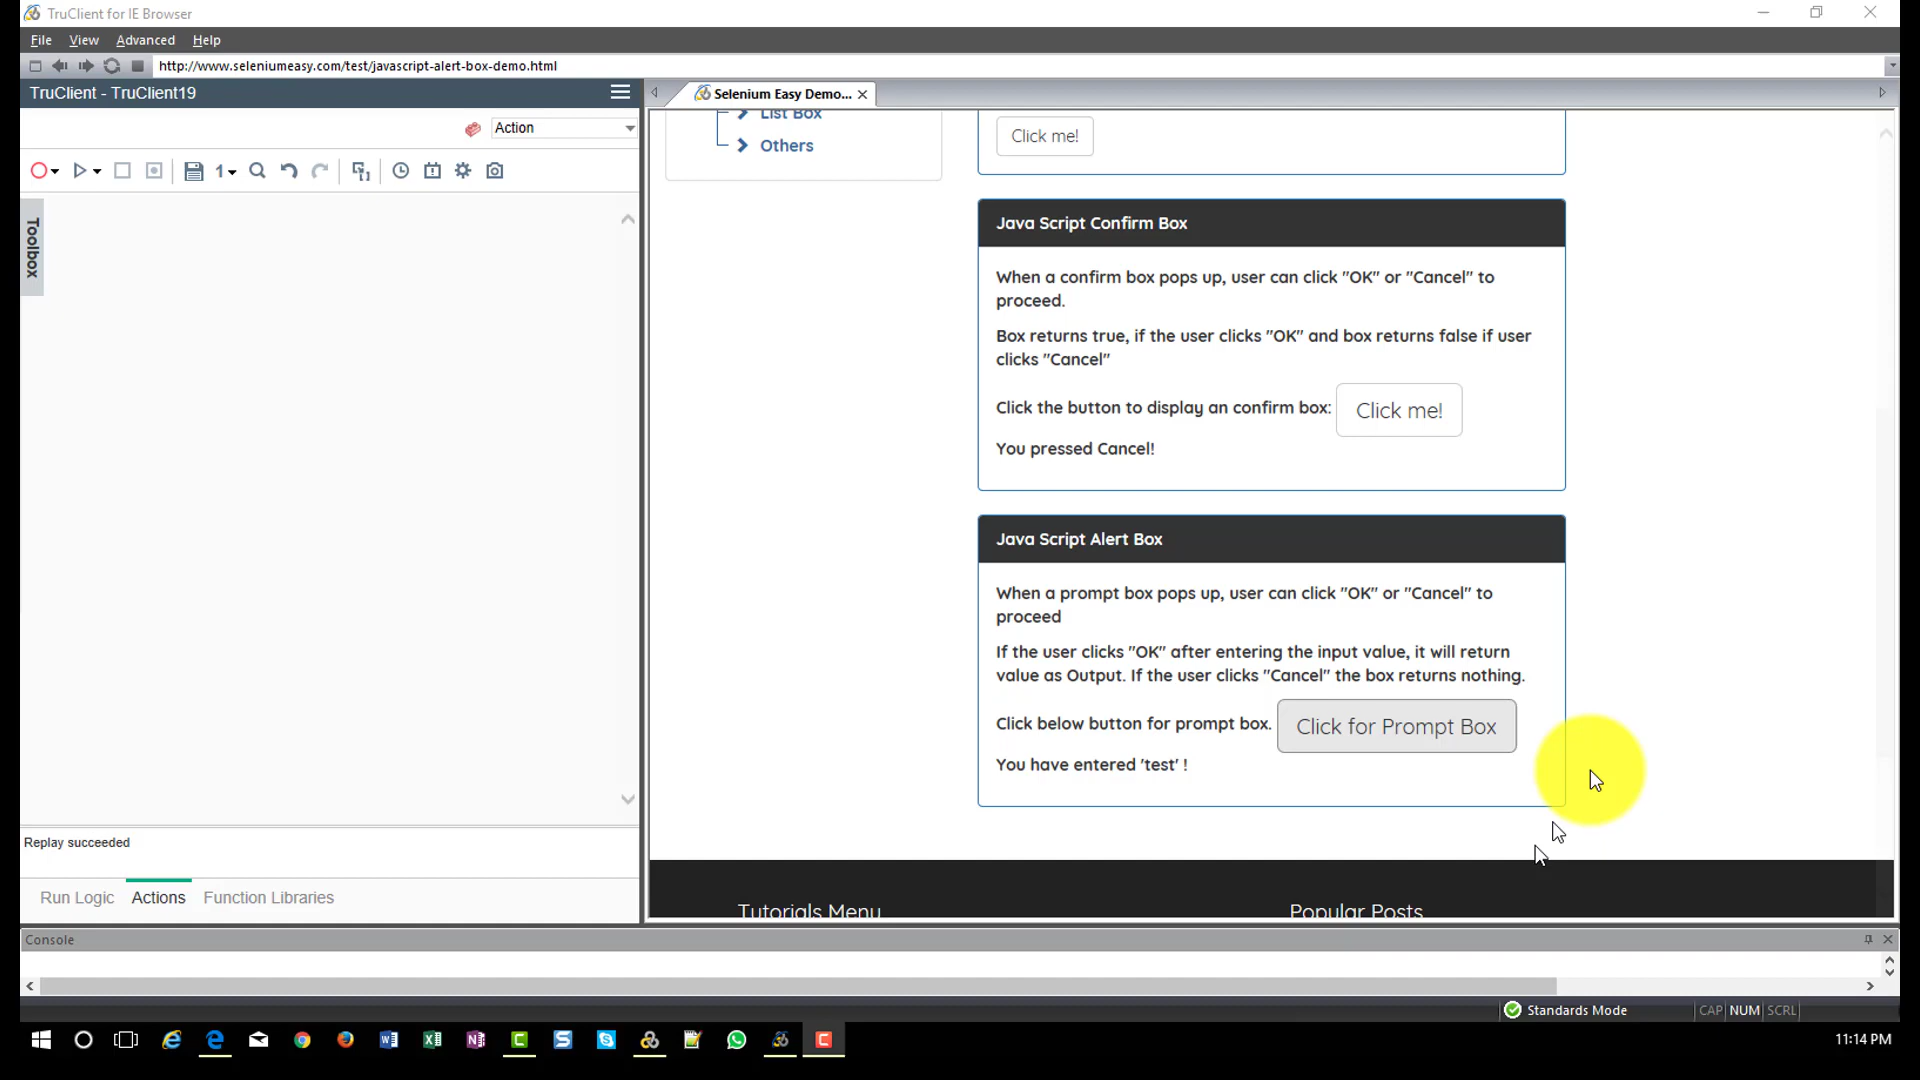 TruClient for IE Browser
File View Advanced Help
http://www.seleniumeasy.com/test/javascript-alert-box-demo.html
TruClient - TruClient19
Action
1
Toolbox
Replay succeeded
Run Logic Actions Function Libraries
Selenium Easy Demo...
List Box
Others
Click me!
Java Script Confirm Box
When a confirm box pops up, user can click "OK" or "Cancel" to
proceed.
Box returns true, if the user clicks "OK" and box returns false if user
clicks "Cancel"
Click the button to display an confirm box: Click me!
You pressed Cancel!
Java Script Alert Box
When a prompt box pops up, user can click "OK" or "Cancel" to
proceed
If the user clicks "OK" after entering the input value, it will return
value as Output. If the user clicks "Cancel" the box returns nothing.
Click below button for prompt box. Click for Prompt Box
You have entered 'test' !
Tutorials Menu Popular Posts
Console
Standards Mode CAP NUM SCRL
11:14 PM